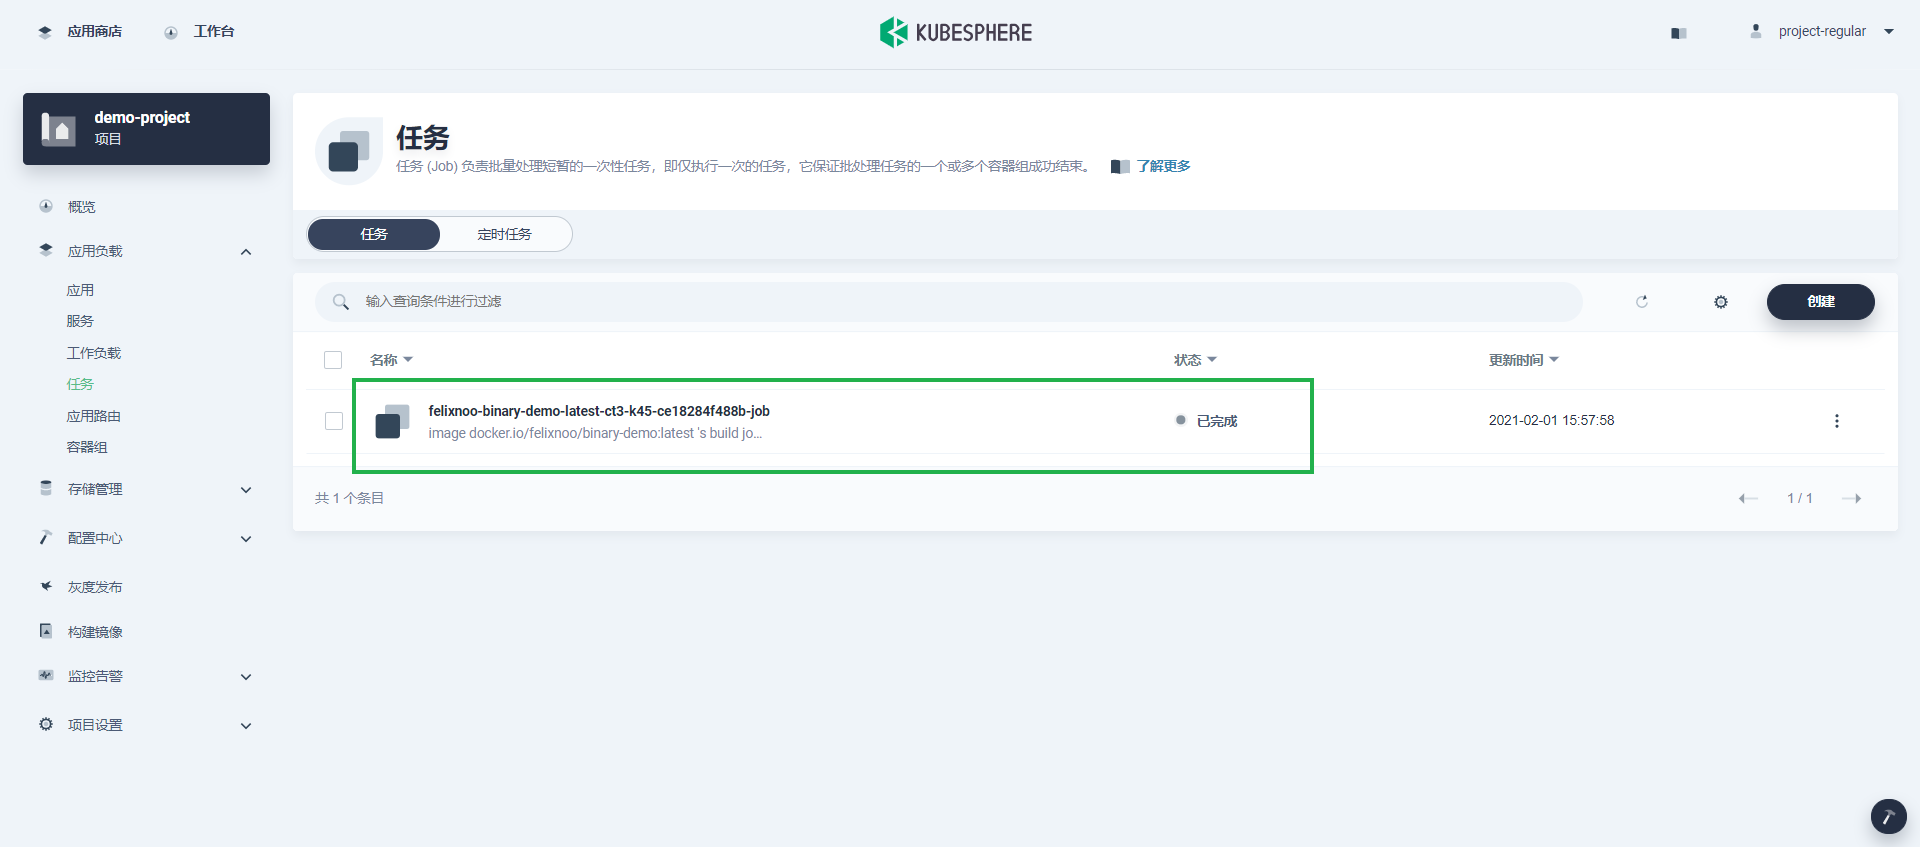 应用商店 工作台 KUBESPHERE project-regular
demo-project
项目
概览
应用负载
应用
服务
工作负载
任务
应用路由
容器组
存储管理
配置中心
灰度发布
构建镜像
监控告警
项目设置
任务
任务 (Job) 负责批量处理短暂的一次性任务，即仅执行一次的任务，它保证批处理任务的一个或多个容器组成功结束。 了解更多
任务 定时任务
输入查询条件进行过滤 创建
名称 状态 更新时间
felixnoo-binary-demo-latest-ct3-k45-ce18284f488b-job
image docker.io/felixnoo/binary-demo:latest 's build jo...
已完成 2021-02-01 15:57:58
共 1 个条目 1 / 1